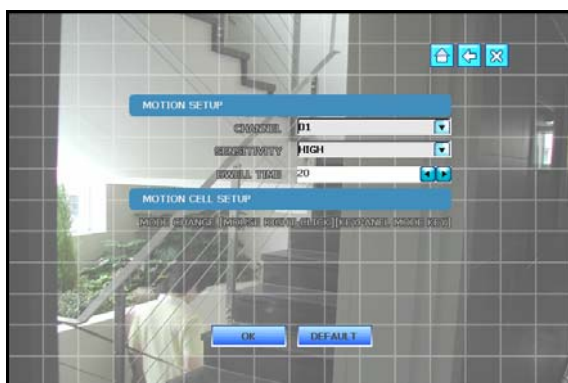 MOTION SETUP
CHANNEL 01
SENSITIVITY HIGH
DWELL TIME 20
MOTION CELL SETUP
MODE CHANGE [MOUSE RIGHT CLICK][KEYPANEL MODE KEY]
OK DEFAULT